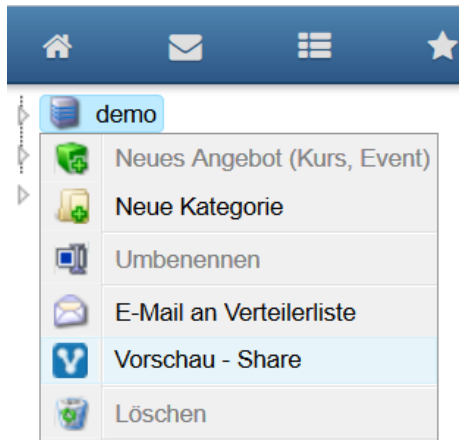 demo
Neues Angebot (Kurs, Event)
Neue Kategorie
Umbenennen
E-Mail an Verteilerliste
Vorschau - Share
Löschen